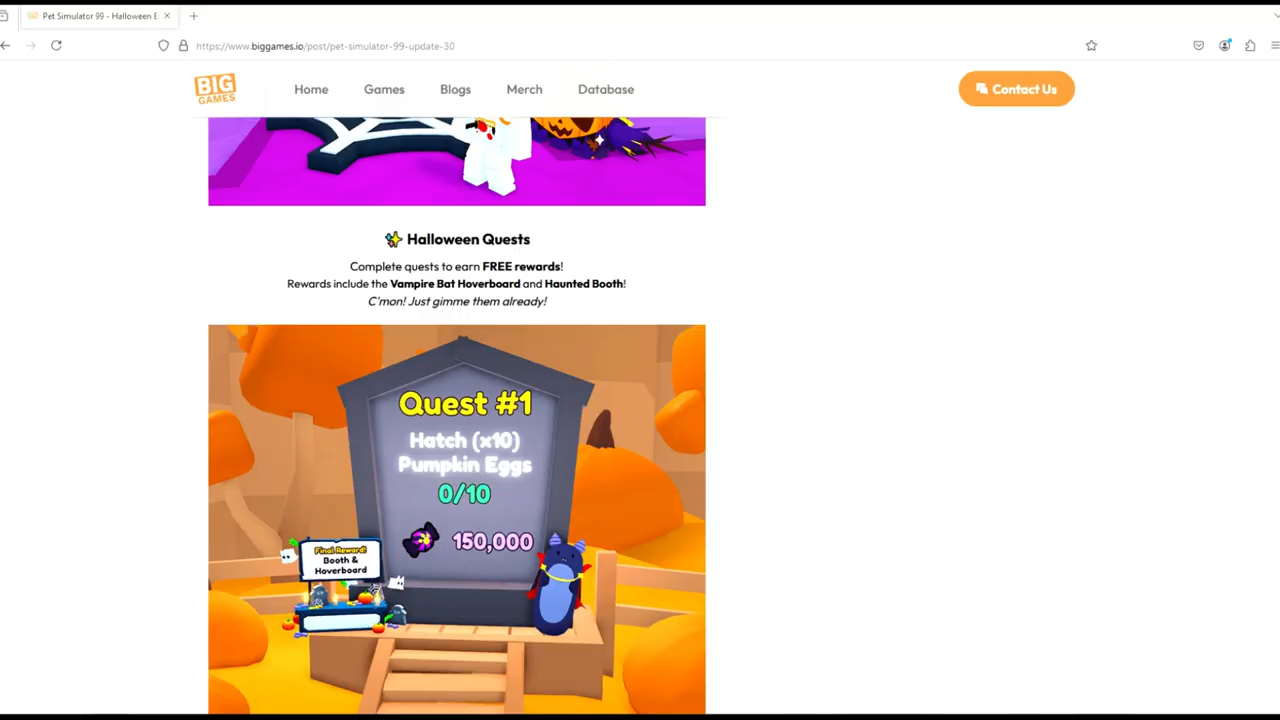 Pet Simulator 99 - Halloween E
https://www.biggames.io/post/pet-simulator-99-update-30
BIG
GAMES
Home
Games
Blogs
Merch
Database
Contact Us
✨ Halloween Quests
Complete quests to earn FREE rewards!
Rewards include the Vampire Bat Hoverboard and Haunted Booth!
C'mon! Just gimme them already!
Quest #1
Hatch (x10)
Pumpkin Eggs
0/10
150,000
Final Reward!
Booth &
Hoverboard